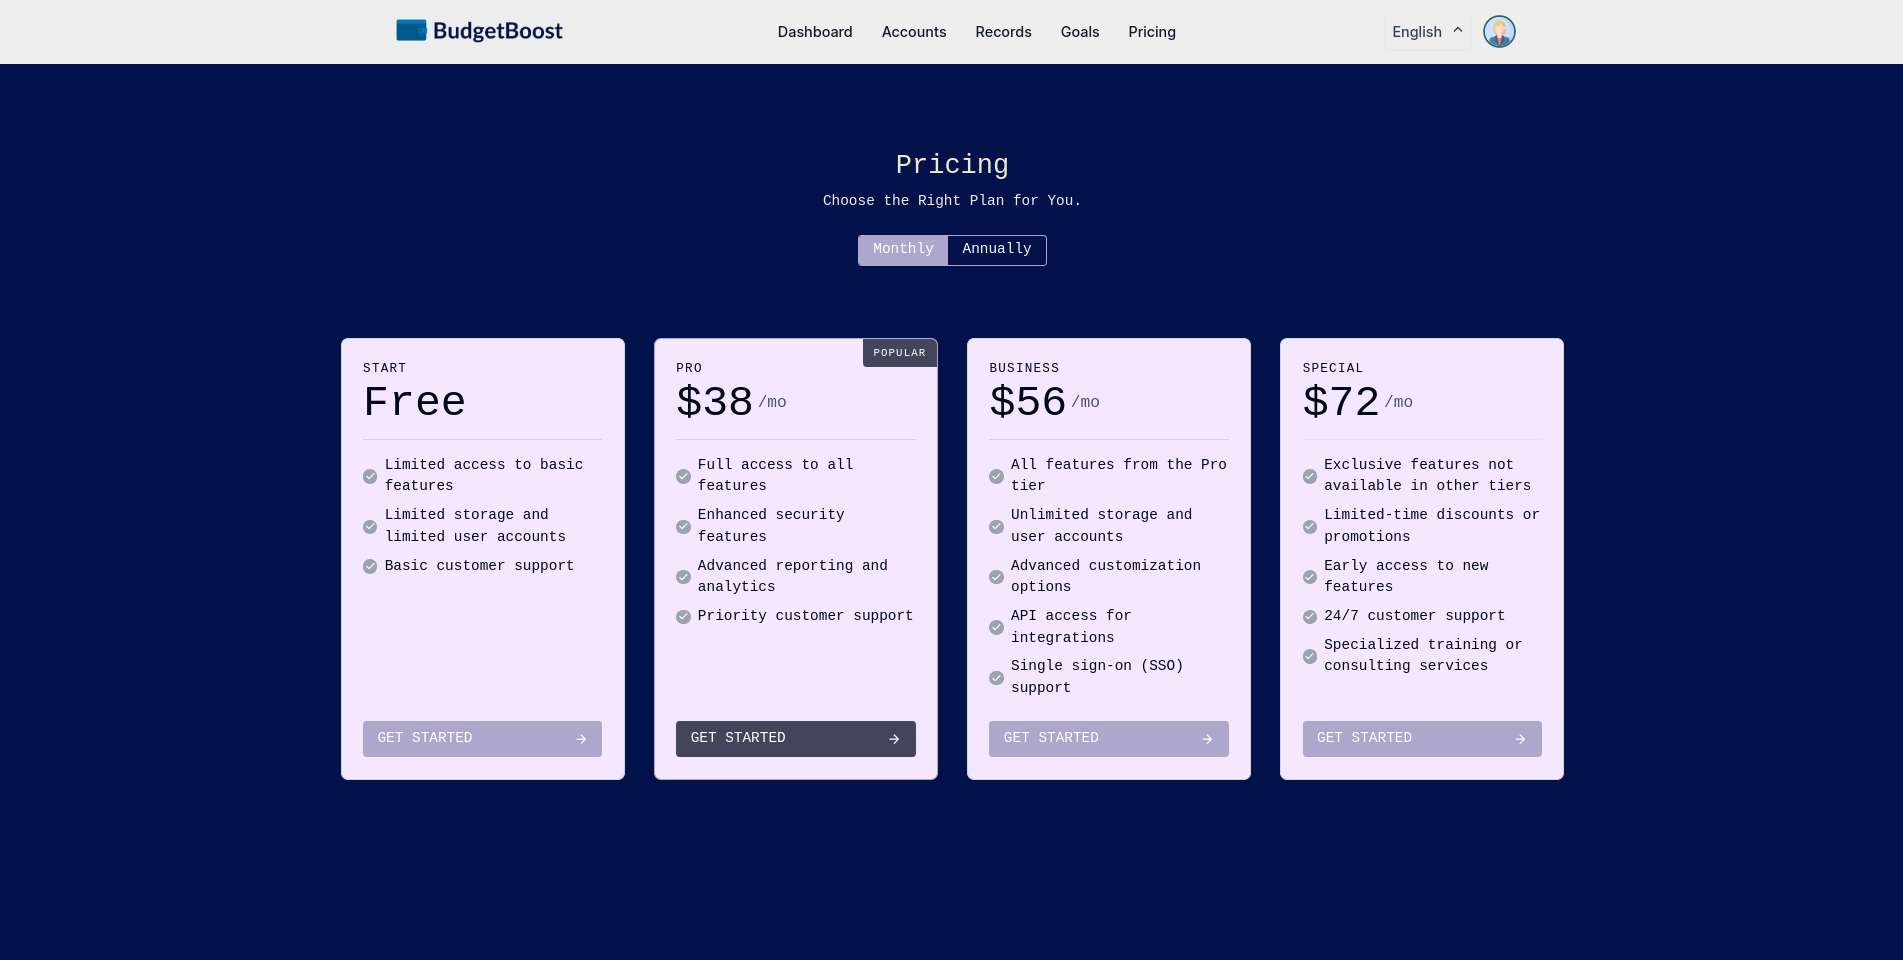 BudgetBoost
Dashboard Accounts Records Goals Pricing
English
Pricing
Choose the Right Plan for You.
Monthly Annually
START
Free
Limited access to basic
features
Limited storage and
limited user accounts
Basic customer support
GET STARTED
POPULAR
PRO
$38 /mo
Full access to all
features
Enhanced security
features
Advanced reporting and
analytics
Priority customer support
GET STARTED
BUSINESS
$56 /mo
All features from the Pro
tier
Unlimited storage and
user accounts
Advanced customization
options
API access for
integrations
Single sign-on (SSO)
support
GET STARTED
SPECIAL
$72 /mo
Exclusive features not
available in other tiers
Limited-time discounts or
promotions
Early access to new
features
24/7 customer support
Specialized training or
consulting services
GET STARTED